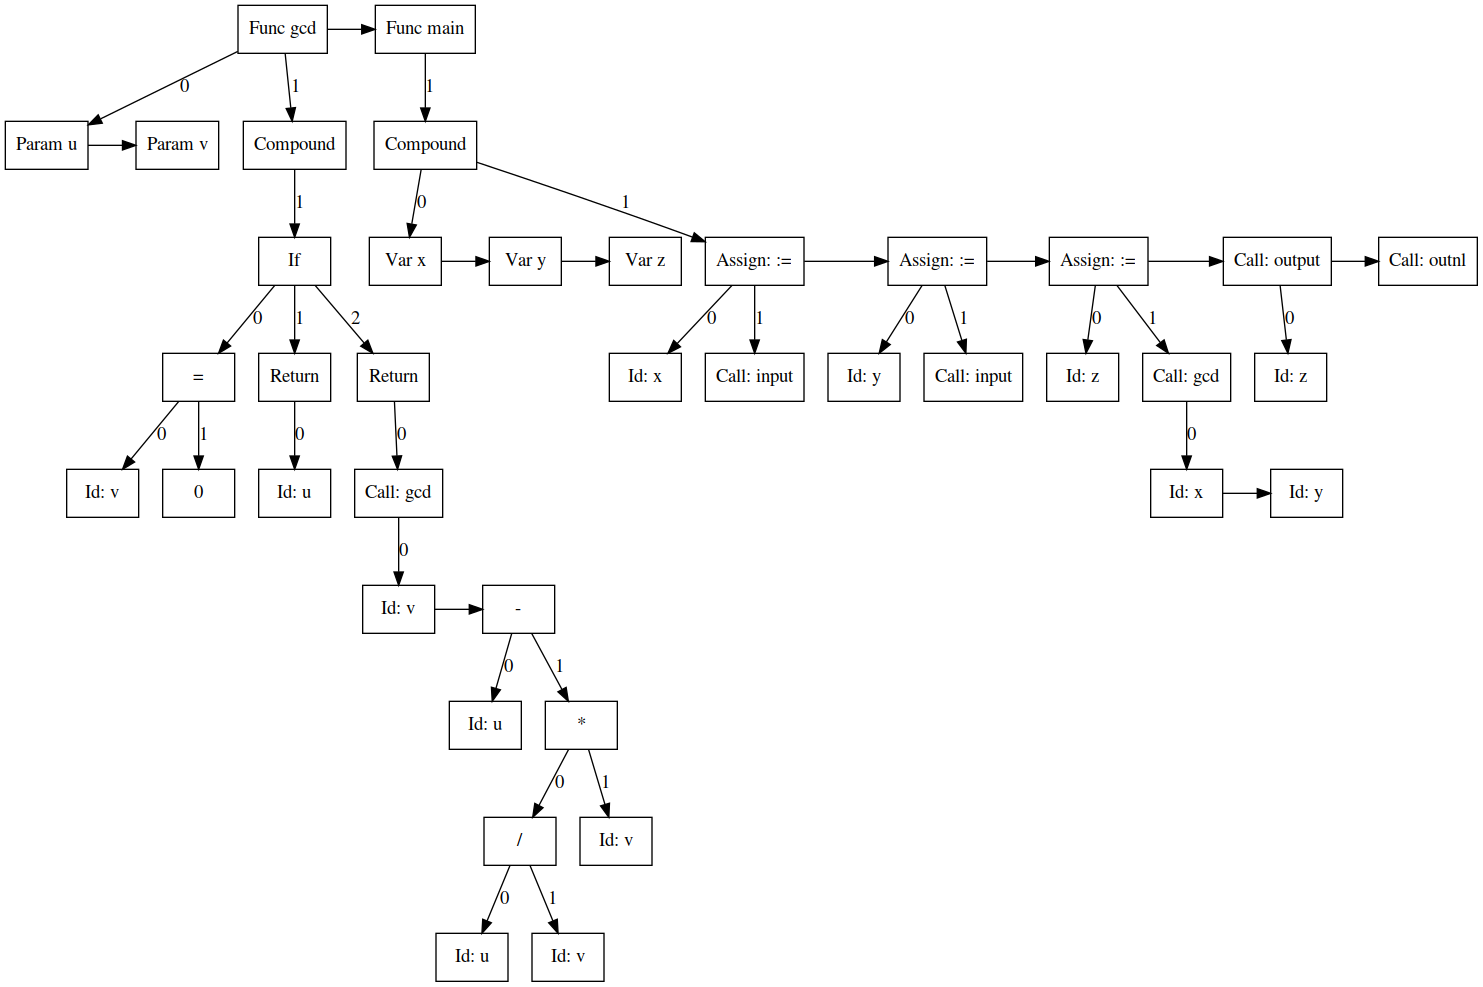 Func gcd
Func main
0
1
1
Param u
Param v
Compound
Compound
1
0
1
If
Var x
Var y
Var z
Assign: :=
Assign: :=
Assign: :=
Call: output
Call: outnl
0
1
2
0
1
0
1
0
1
0
=
Return
Return
Id: x
Call: input
Id: y
Call: input
Id: z
Call: gcd
Id: z
0
1
0
0
0
Id: v
0
Id: u
Call: gcd
Id: x
Id: y
0
Id: v
-
0
1
Id: u
*
0
1
/
Id: v
0
1
Id: u
Id: v